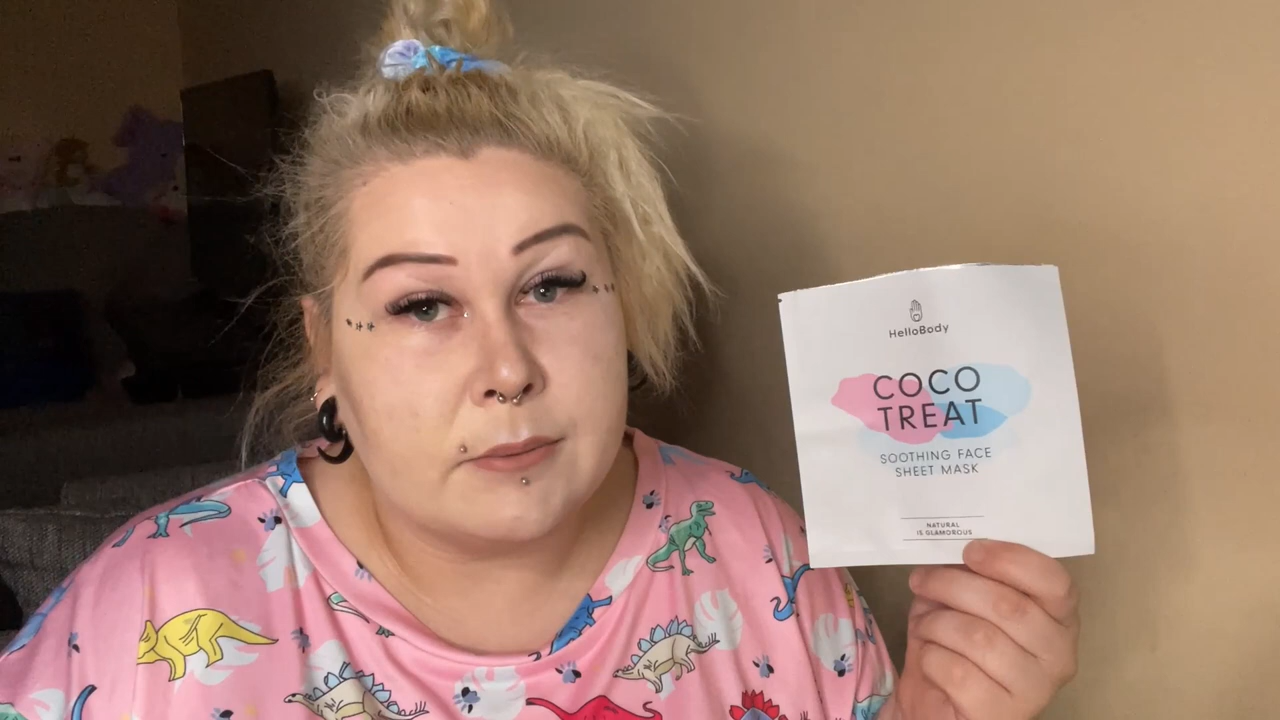 HelloBody
COCO
TREAT
SOOTHING FACE
SHEET MASK
NATURAL
IS GLAMOROUS